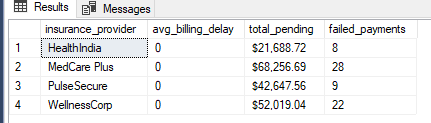 Results Messages
insurance_provider avg_billing_delay total_pending failed_payments
1 HealthIndia 0 $21,688.72 8
2 MedCare Plus 0 $68,256.69 28
3 PulseSecure 0 $42,647.56 9
4 WellnessCorp 0 $52,019.04 22